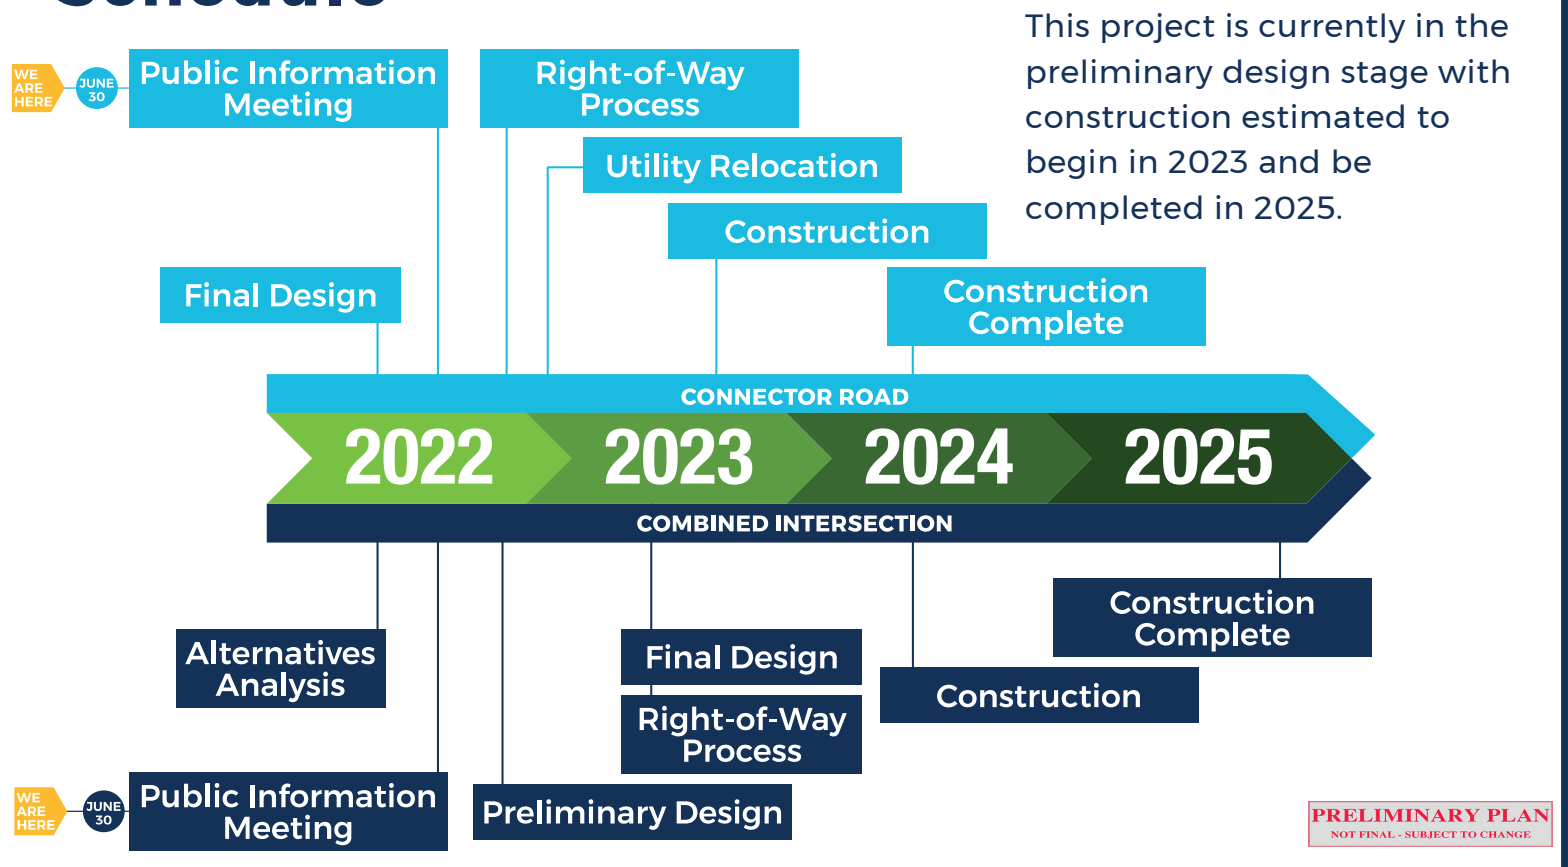 Schedule
This project is currently in the
preliminary design stage with
construction estimated to
begin in 2023 and be
completed in 2025.
WE
ARE
HERE
JUNE
30
Public Information
Meeting
Right-of-Way
Process
Utility Relocation
Construction
Final Design
Construction
Complete
CONNECTOR ROAD
2022 2023 2024 2025
COMBINED INTERSECTION
Alternatives
Analysis
Final Design
Right-of-Way
Process
Construction
Construction
Complete
WE
ARE
HERE
JUNE
30
Public Information
Meeting
Preliminary Design
PRELIMINARY PLAN
NOT FINAL - SUBJECT TO CHANGE